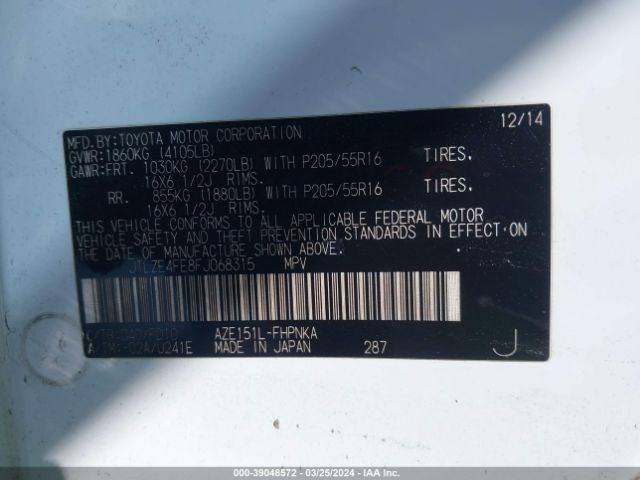 MFD.BY:TOYOTA MOTOR CORPORATION 12/14
GVWR:1860KG (4105LB)
GAWR:FRT. 1030KG (2270LB) WITH P205/55R16 TIRES,
16X6 1/2J RIMS.
RR. 855KG (1880LB) WITH P205/55R16 TIRES,
16X6 1/2J RIMS.
THIS VEHICLE CONFORMS TO ALL APPLICABLE FEDERAL MOTOR
VEHICLE SAFETY AND THEFT PREVENTION STANDARDS IN EFFECT ON
THE DATE OF MANUFACTURE SHOWN ABOVE.
JTLZE4FE8FJ068315 MPV
AZE151L-FHPNKA
A/TM: -02A/U241E MADE IN JAPAN 287 J
000-39048572 - 03/25/2024 - IAA, Inc.